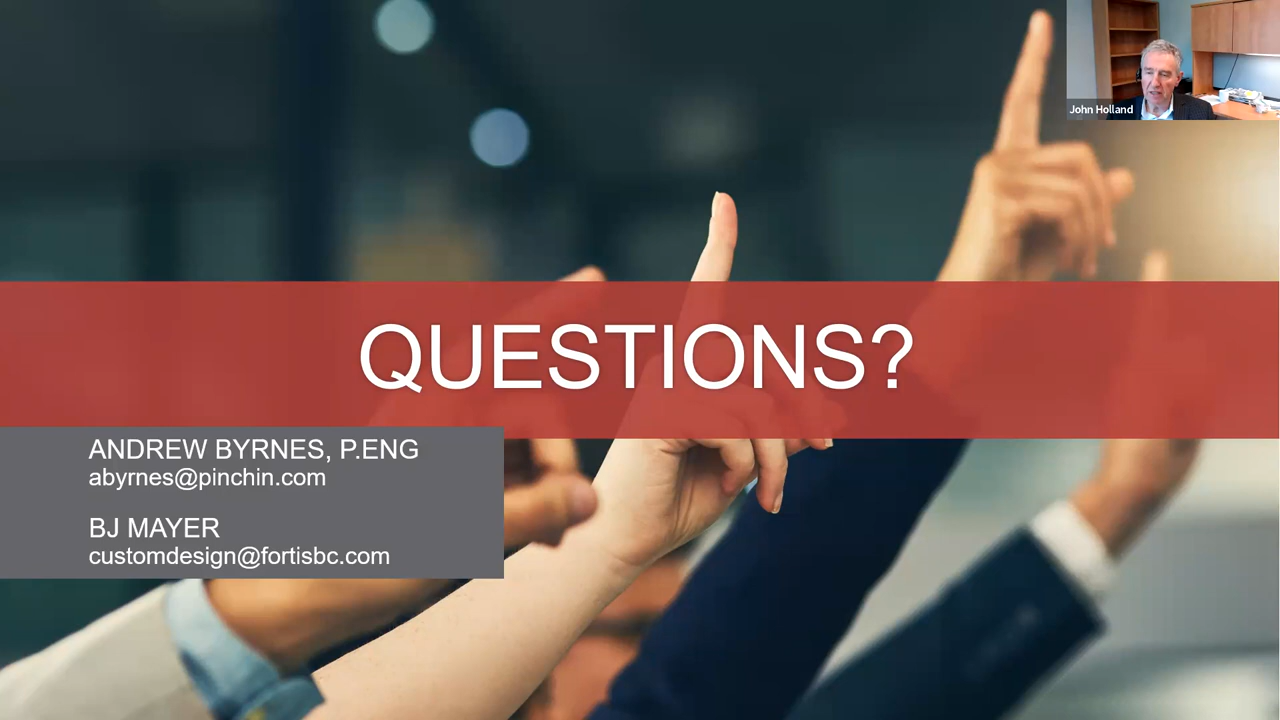 John Holland
QUESTIONS?
ANDREW BYRNES, P.ENG
abyrnes@pinchin.com
BJ MAYER
customdesign@fortisbc.com